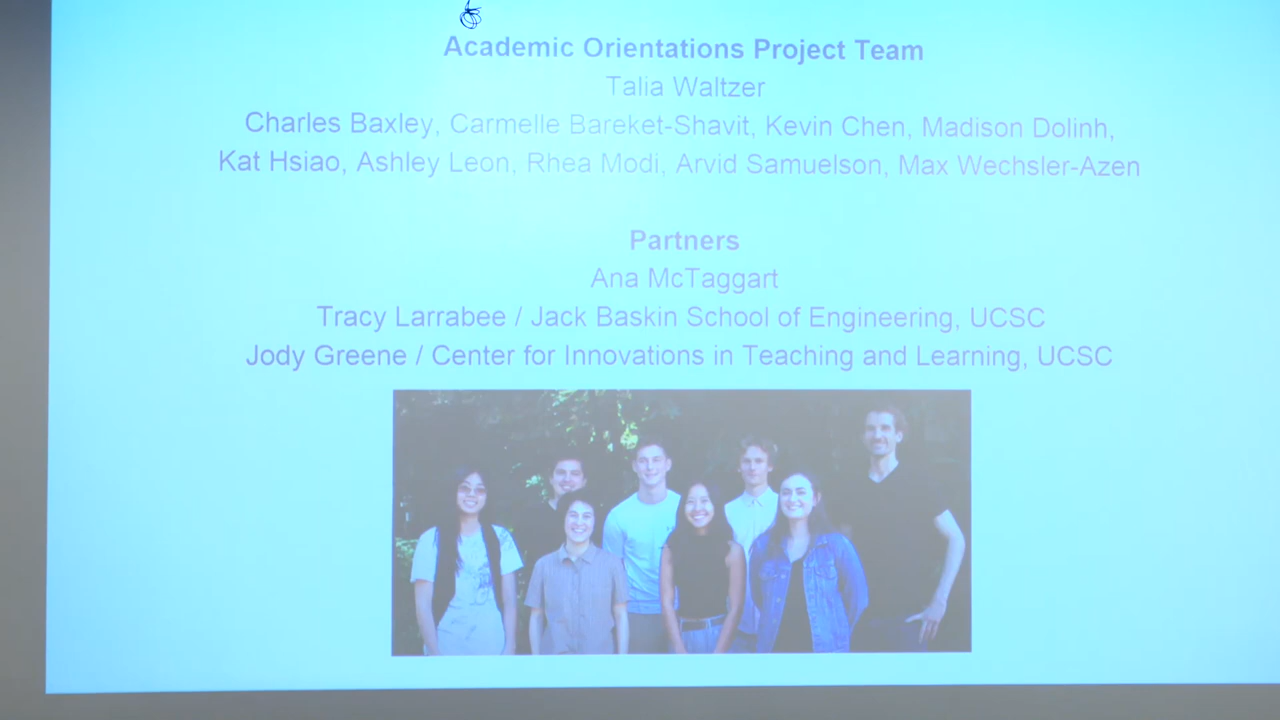 Academic Orientations Project Team
Talia Waltzer
Charles Baxley, Carmelle Bareket-Shavit, Kevin Chen, Madison Dolinh,
Kat Hsiao, Ashley Leon, Rhea Modi, Arvid Samuelson, Max Wechsler-Azen
Partners
Ana McTaggart
Tracy Larrabee / Jack Baskin School of Engineering, UCSC
Jody Greene / Center for Innovations in Teaching and Learning, UCSC